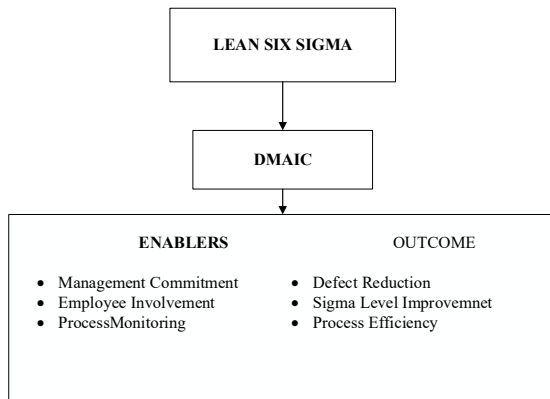 LEAN SIX SIGMA
DMAIC
ENABLERS
• Management Commitment
• Employee Involvement
• ProcessMonitoring
OUTCOME
• Defect Reduction
• Sigma Level Improvemnet
• Process Efficiency